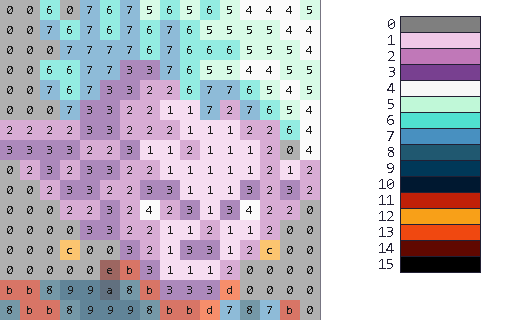 0 0 6 0 7 6 7 5 6 5 6 5 4 4 4 5
0 0 7 6 7 6 7 6 7 6 5 5 5 5 4 4
0 0 0 7 7 7 7 6 7 6 6 5 5 5 5 4
0 0 6 6 7 7 3 3 7 6 5 5 4 4 5 5
0 0 7 6 7 3 3 2 2 6 7 7 6 5 4 5
0 0 0 7 3 3 2 2 1 1 7 2 7 6 5 4
2 2 2 2 3 3 2 2 2 1 1 1 2 2 6 4
3 3 3 3 2 2 3 1 1 2 1 1 1 2 0 4
0 2 3 2 3 3 2 2 1 1 1 1 1 2 1 2
0 0 2 3 3 2 2 3 3 1 1 1 3 2 3 2
0 0 0 2 2 3 2 4 2 3 1 3 4 2 2 0
0 0 0 0 3 3 2 2 1 1 2 1 1 2 0 0
0 0 0 c 0 0 3 2 1 3 3 1 2 c 0 0
0 0 0 0 0 e b 3 1 1 1 2 0 0 0 0
b b 8 9 9 a 8 b 3 3 3 d 0 0 0 0
8 b b 8 9 9 9 8 b b d 7 8 7 b 0
0
1
2
3
4
5
6
7
8
9
10
11
12
13
14
15